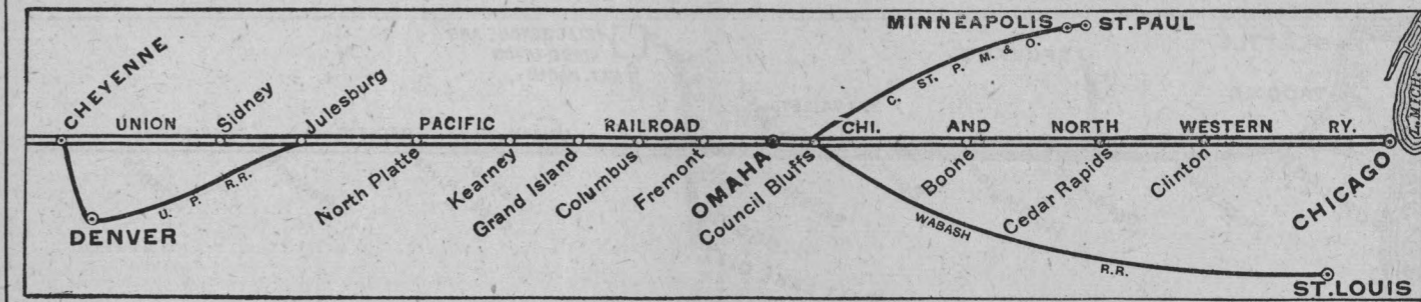 MINNEAPOLIS ST. PAUL
C. ST. P. M. & O.
CHEYENNE
UNION PACIFIC RAILROAD
CHI. AND NORTH WESTERN RY.
Sidney
Julesburg
North Platte
Kearney
Grand Island
Columbus
Fremont
OMAHA
Council Bluffs
Boone
Cedar Rapids
Clinton
CHICAGO
U. P. R.R.
DENVER
WABASH R.R.
ST. LOUIS